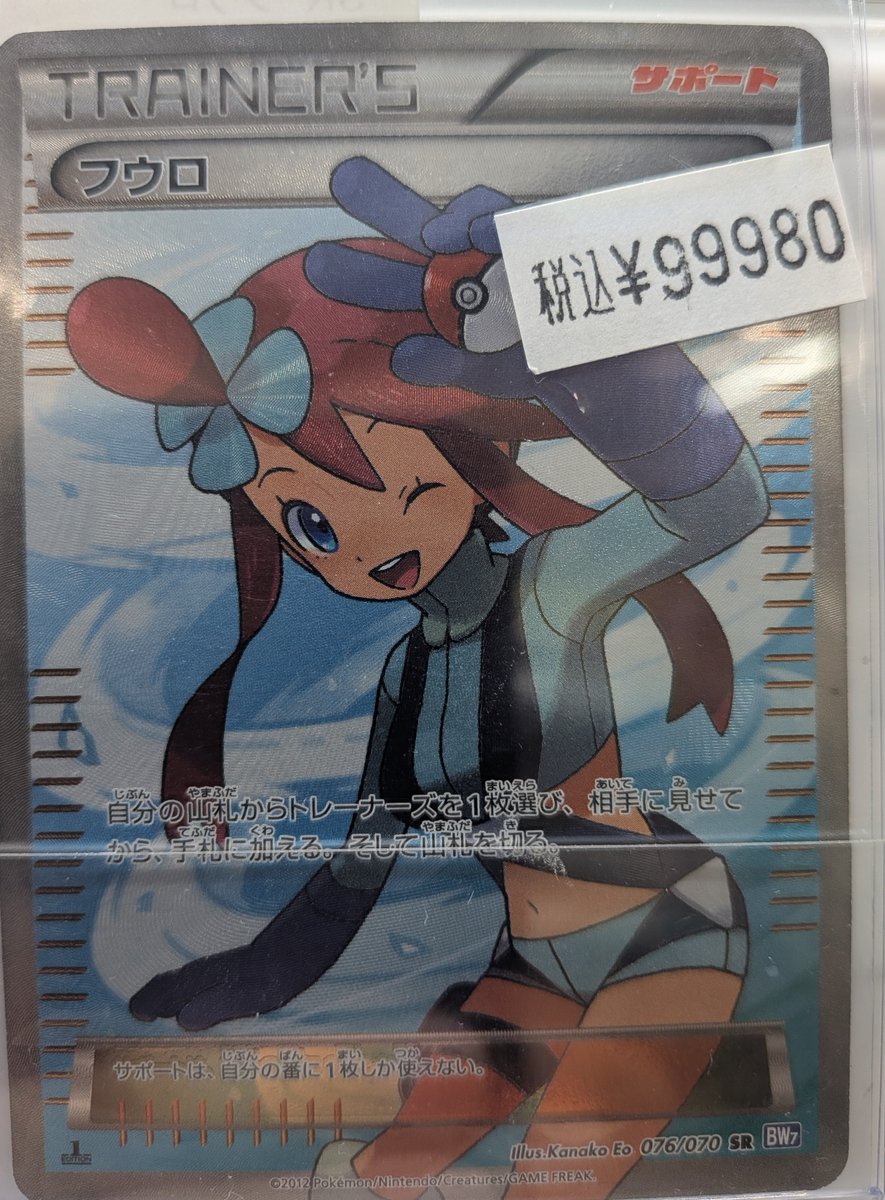 TRAINER'S
サポート
フウロ
税込¥99980
自分の山札からトレーナーズを1枚選び、相手に見せて
から、手札に加える。そして山札を切る。
サポートは、自分の番に1枚しか使えない。
1 EDITION
Illus.Kanako Eo 076/070 SR BW7
©2012 Pokémon/Nintendo/Creatures/GAME FREAK.